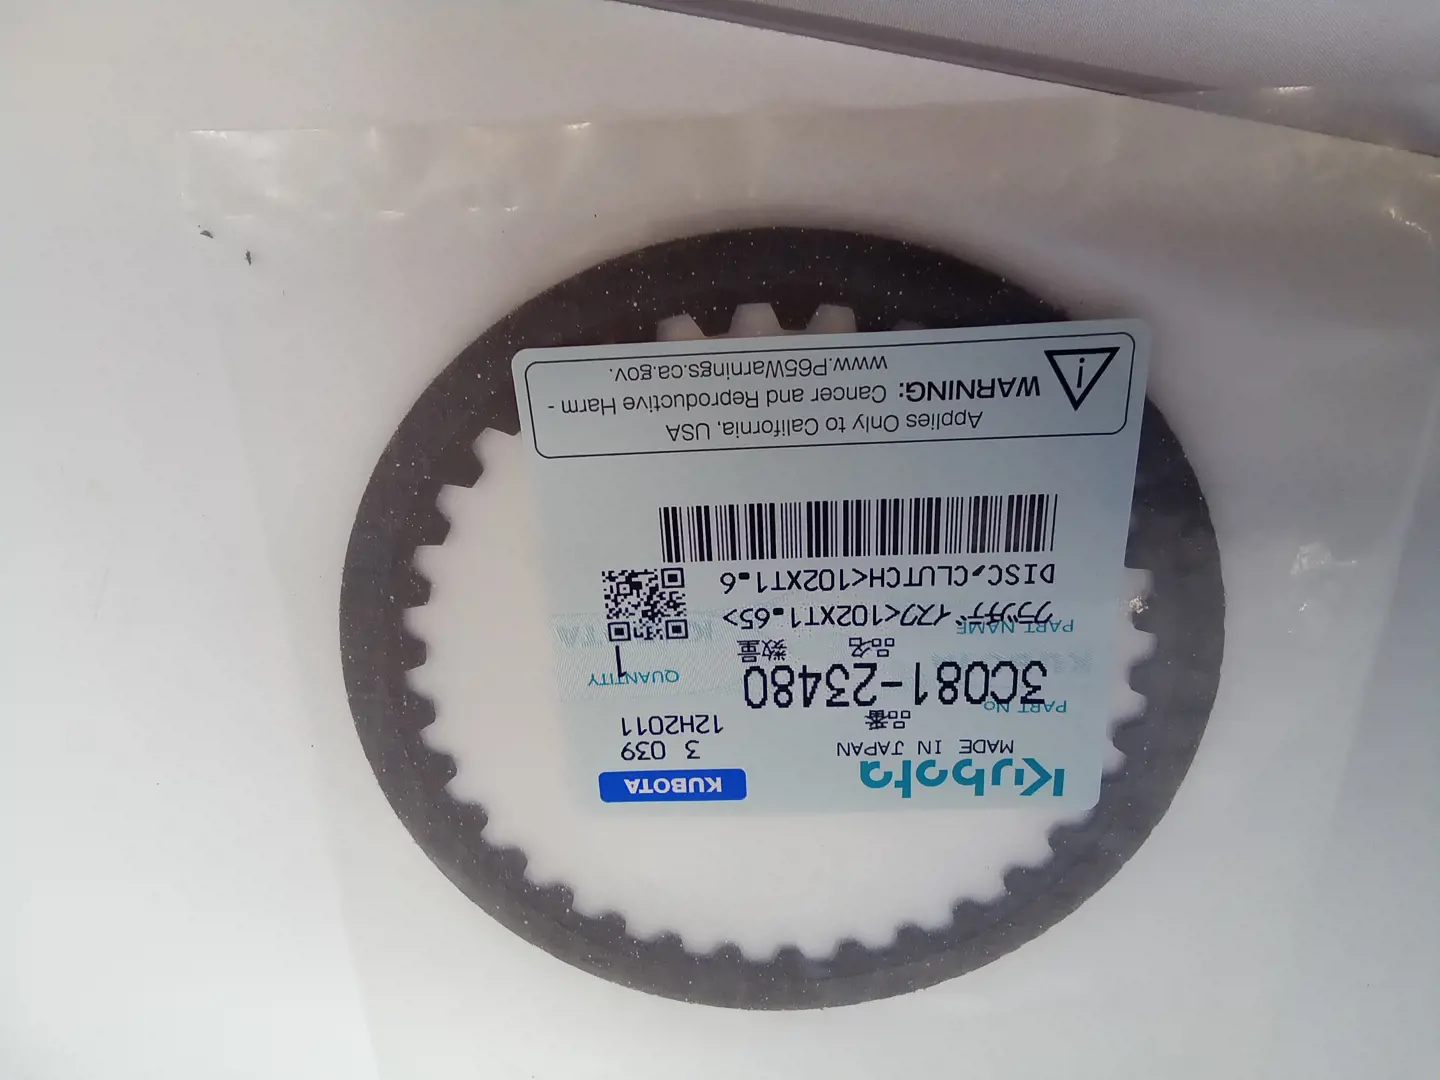 Kubota
KUBOTA
MADE IN JAPAN
3 039
品番
12H2011
PART No
3C081-23480
QUANTITY
1
品名
数量
PART NAME
クラッチディスク<102XT1.65>
DISC,CLUTCH<102XT1.6
Applies Only to California, USA
WARNING: Cancer and Reproductive Harm -
www.P65Warnings.ca.gov.